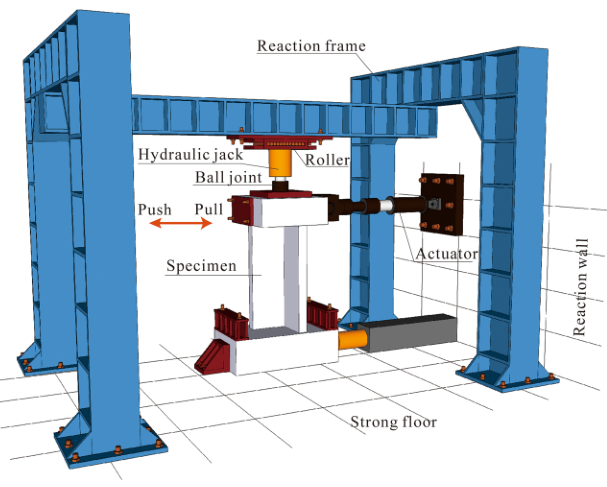 Reaction frame
Hydraulic jack
Roller
Ball joint
Push Pull
Actuator
Specimen
Reaction wall
Strong floor